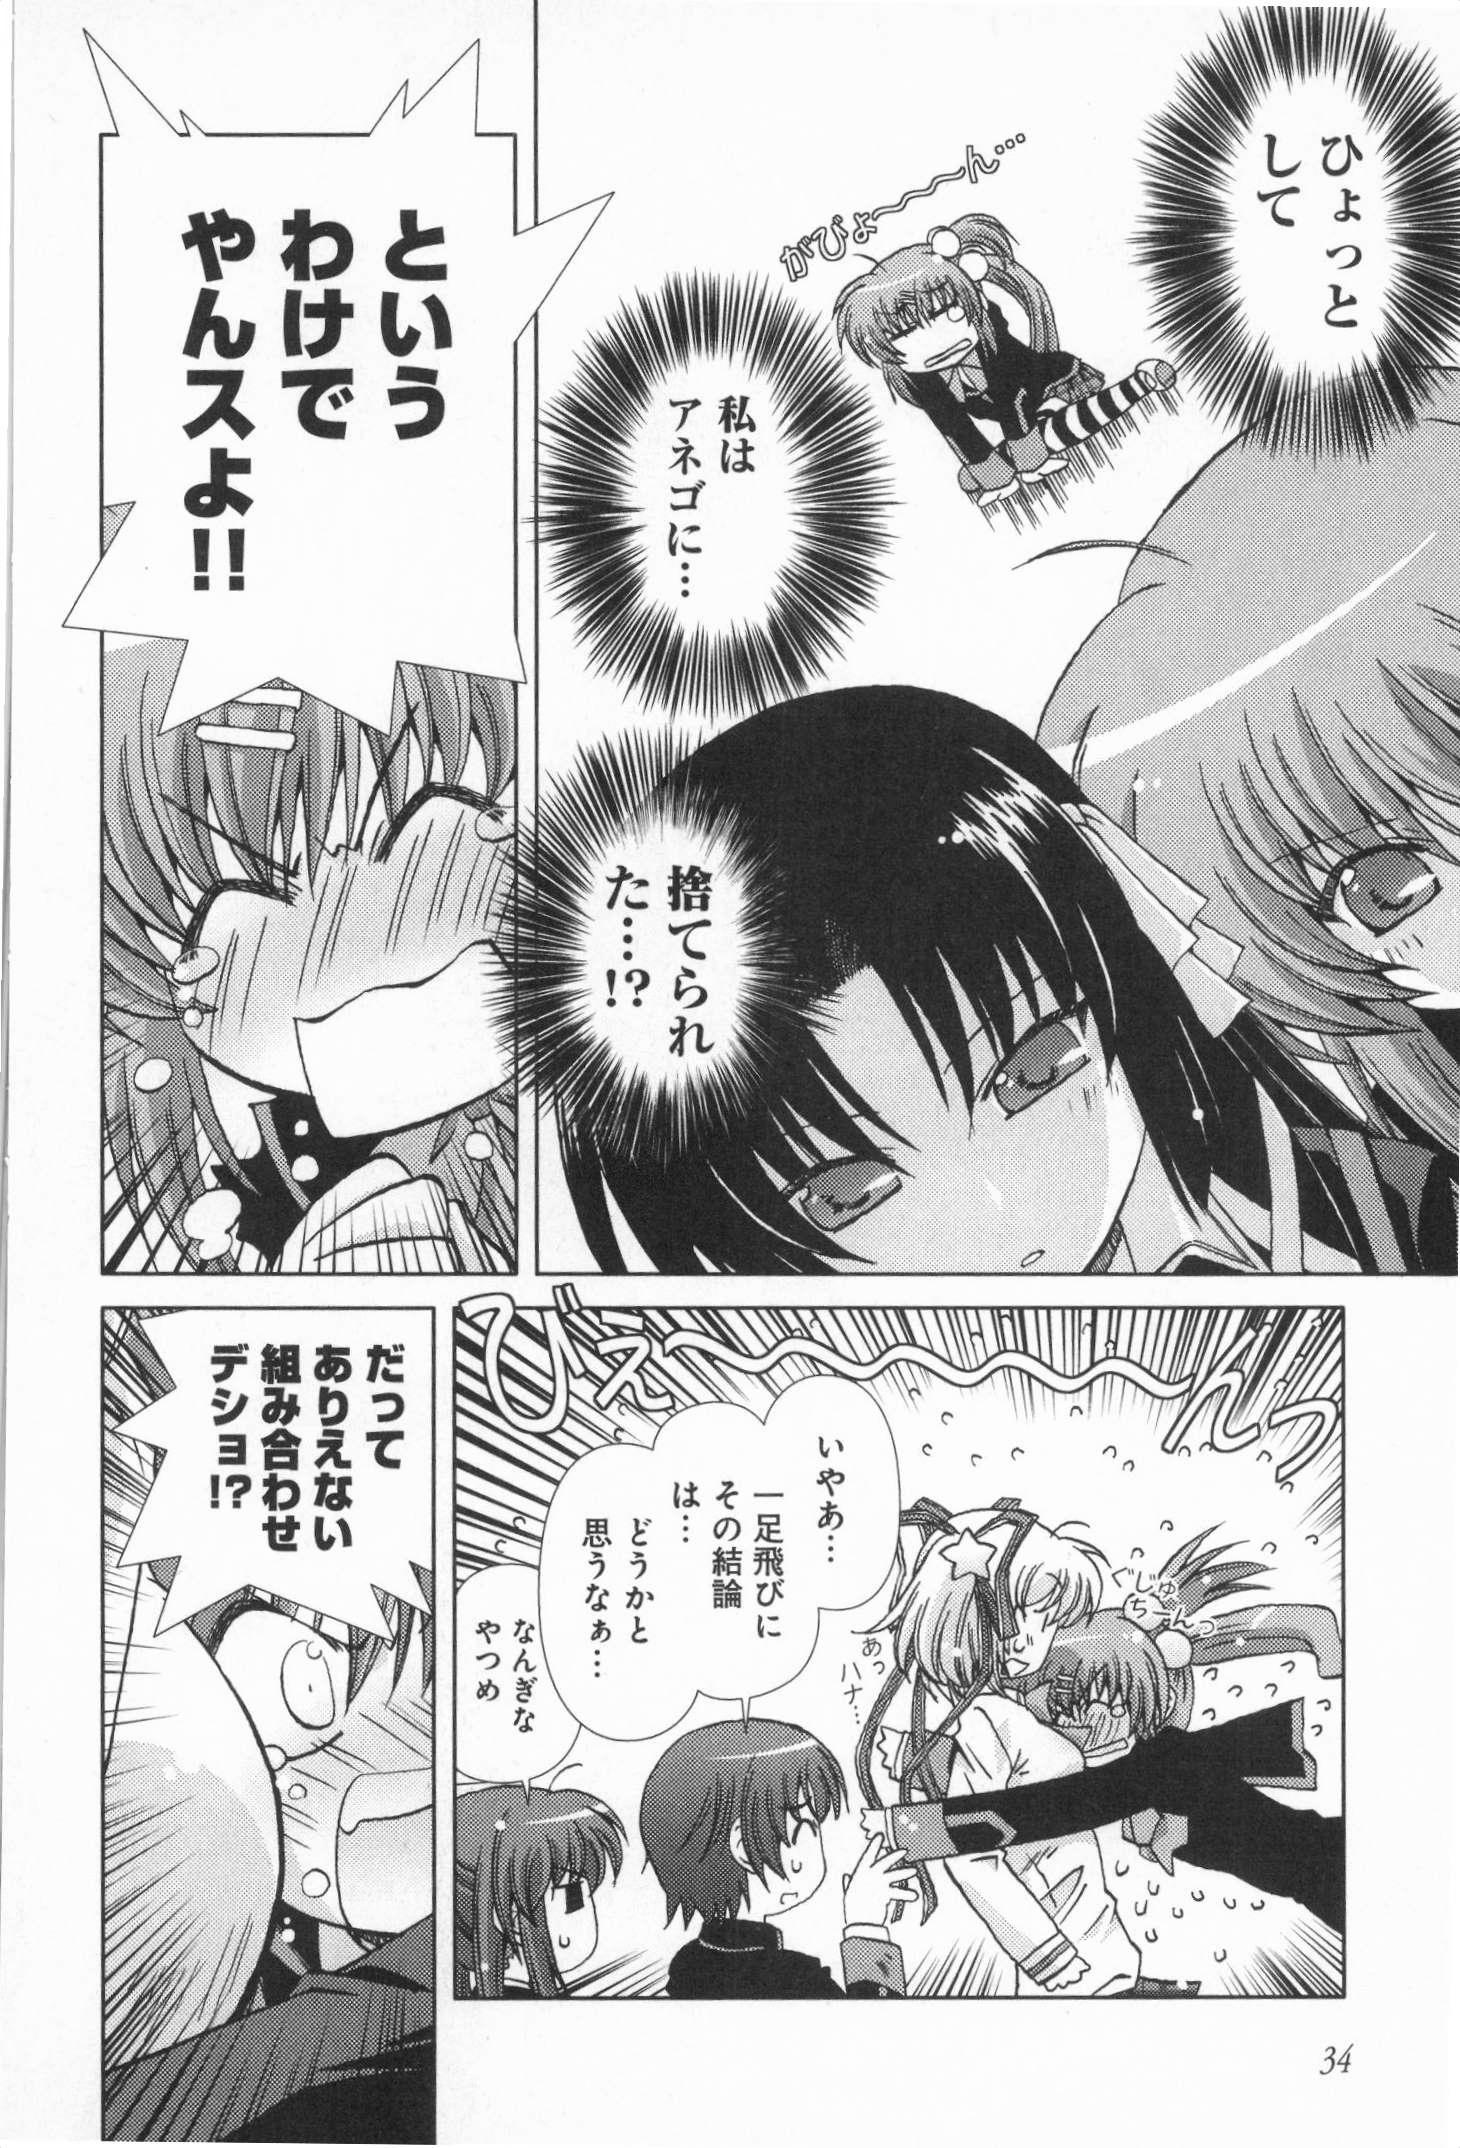 ひょっと
して
がびょ〜〜〜ん…
私は
アネゴに…
捨てられ
た…!?
という
わけで
やんスよ!!
びえ〜〜〜〜んっ
いやあ…
一足飛びに
その結論
は…
どうかと
思うなぁ…
なんぎな
やつめ
あっ
ハナ…
ぐじゅ
ちーんっ
だって
ありえない
組み合わせ
デショ!?
34